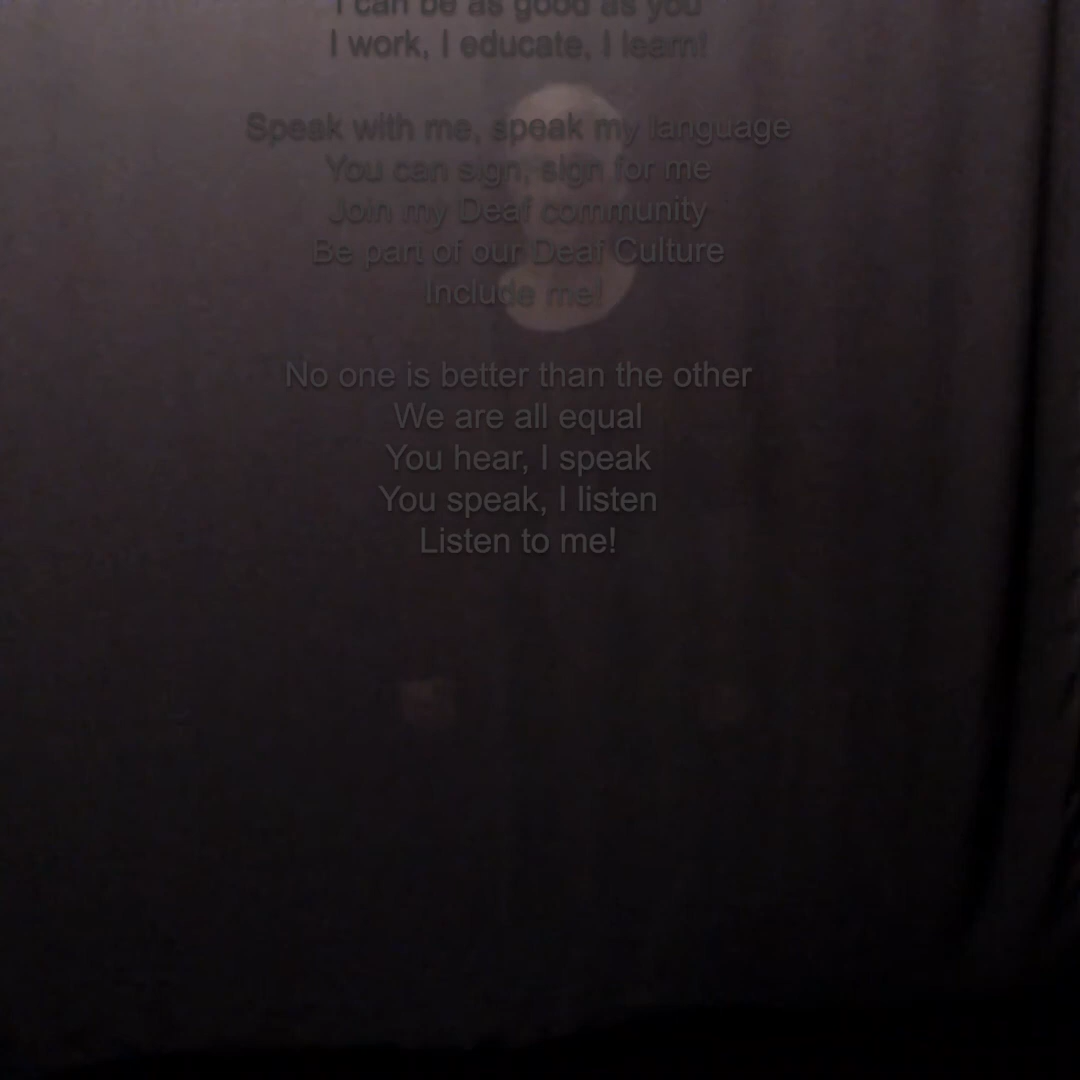 I can be as good as you
I work, I educate, I learn!
Speak with me, speak my language
You can sign, sign for me
Join my Deaf community
Be part of our Deaf Culture
Include me!
No one is better than the other
We are all equal
You hear, I speak
You speak, I listen
Listen to me!